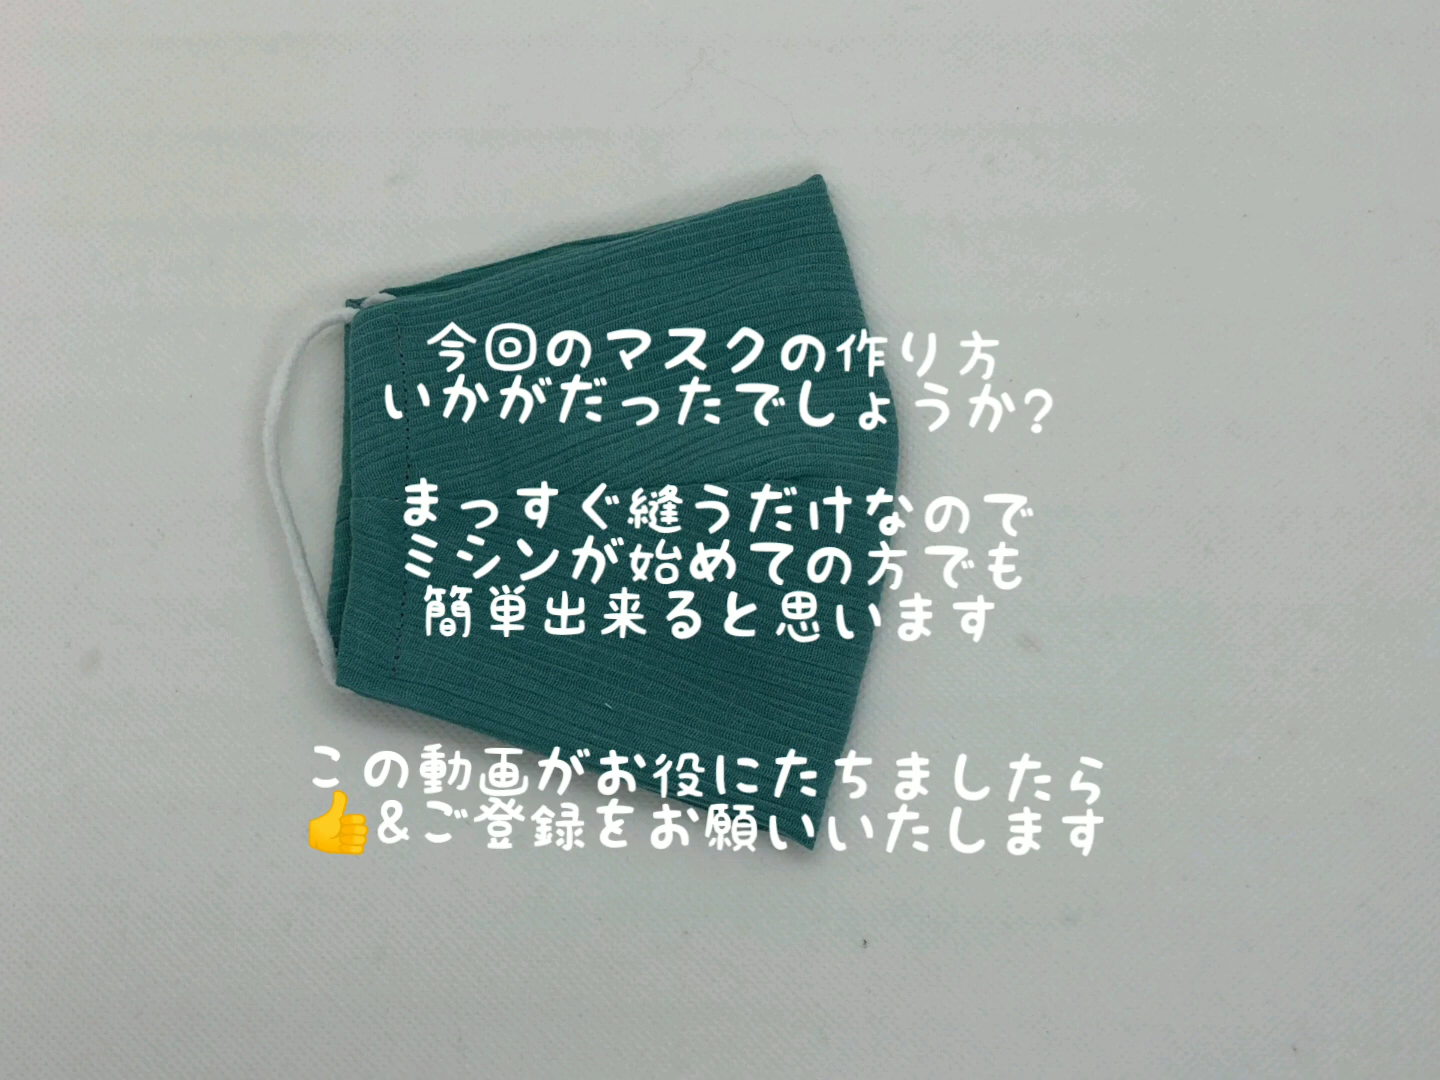 今回のマスクの作り方
いかがだったでしょうか?
まっすぐ縫うだけなので
ミシンが始めての方でも
簡単出来ると思います
この動画がお役にたちましたら
👍&ご登録をお願いいたします